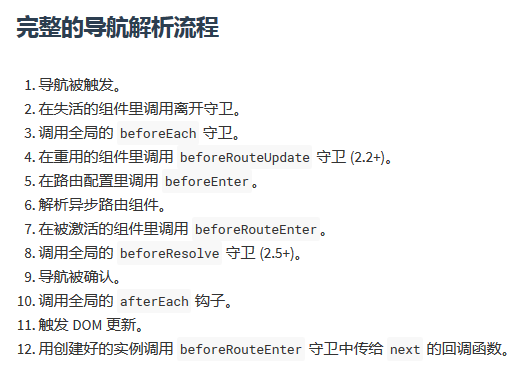 完整的导航解析流程
1. 导航被触发。
2. 在失活的组件里调用离开守卫。
3. 调用全局的 beforeEach 守卫。
4. 在重用的组件里调用 beforeRouteUpdate 守卫 (2.2+)。
5. 在路由配置里调用 beforeEnter。
6. 解析异步路由组件。
7. 在被激活的组件里调用 beforeRouteEnter。
8. 调用全局的 beforeResolve 守卫 (2.5+)。
9. 导航被确认。
10. 调用全局的 afterEach 钩子。
11. 触发 DOM 更新。
12. 用创建好的实例调用 beforeRouteEnter 守卫中传给 next 的回调函数。